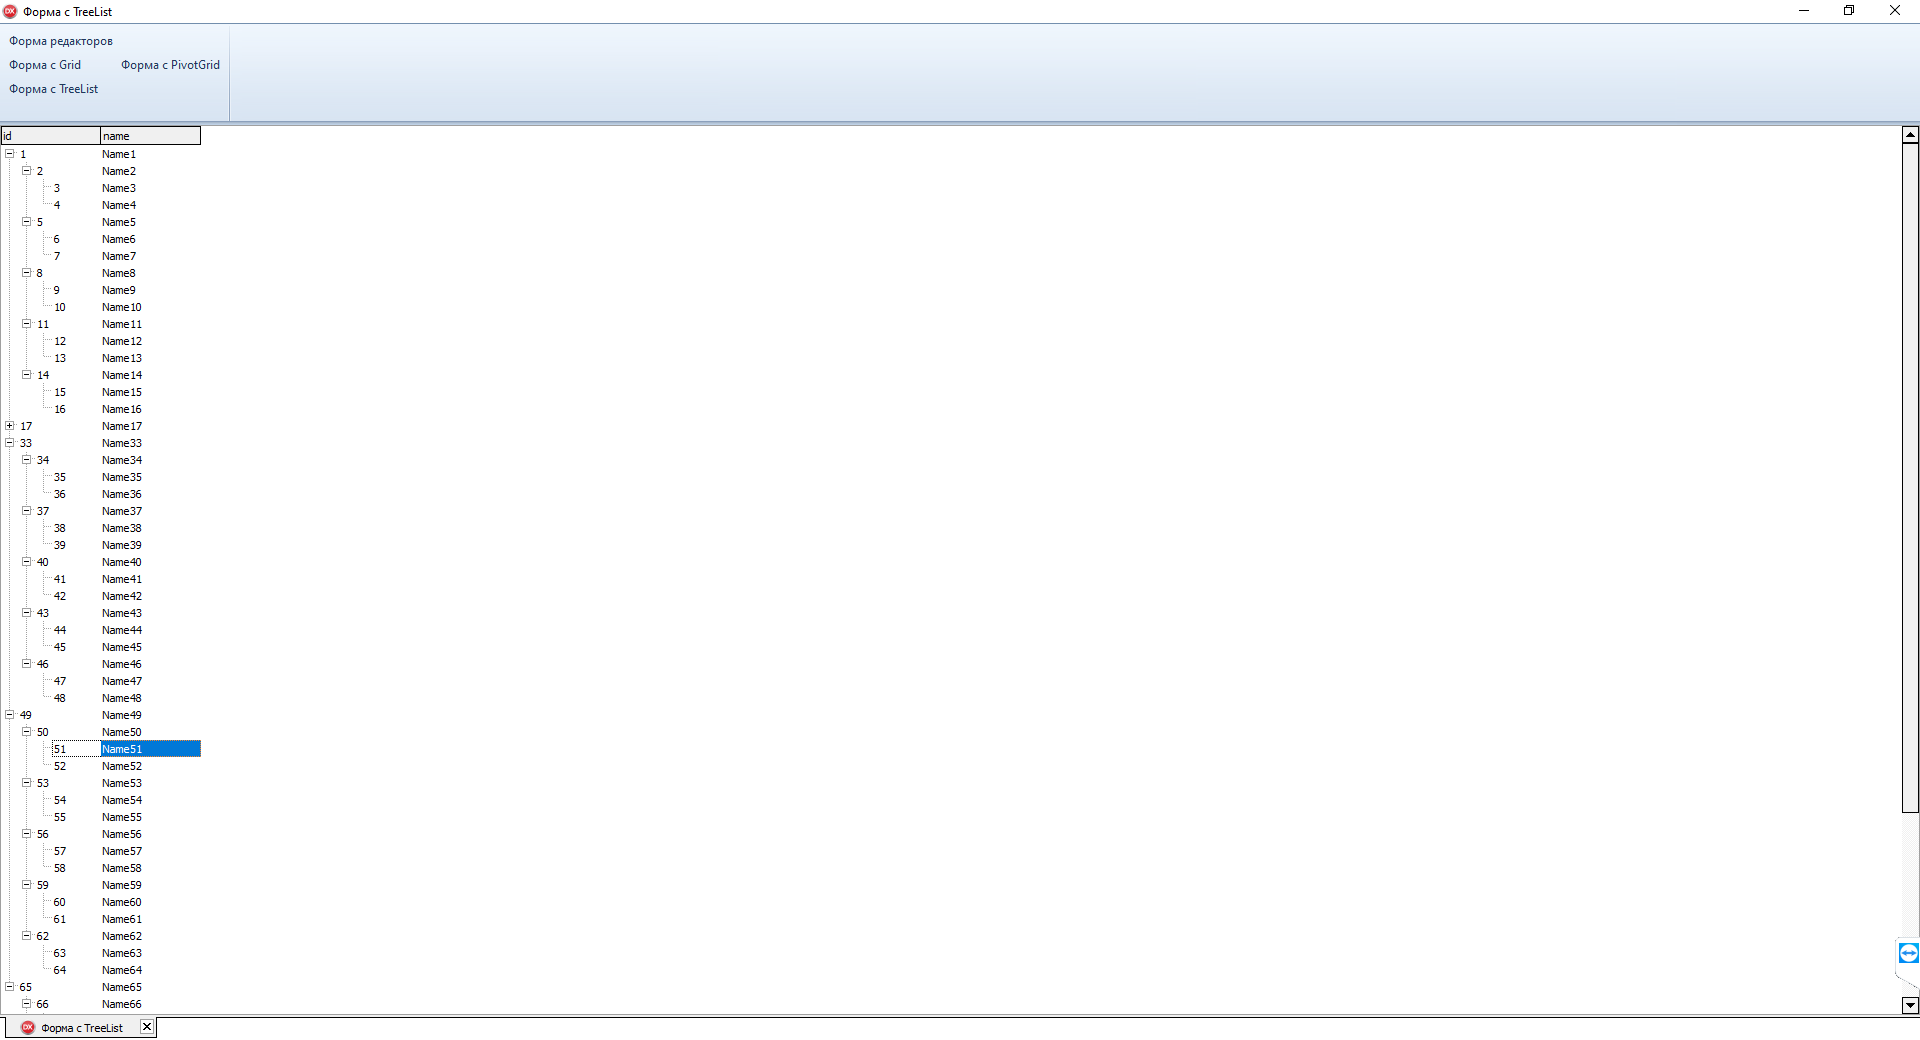 DX Форма с TreeList
Форма редакторов
Форма с Grid Форма с PivotGrid
Форма с TreeList
id name
1 Name1
2 Name2
3 Name3
4 Name4
5 Name5
6 Name6
7 Name7
8 Name8
9 Name9
10 Name10
11 Name11
12 Name12
13 Name13
14 Name14
15 Name15
16 Name16
17 Name17
33 Name33
34 Name34
35 Name35
36 Name36
37 Name37
38 Name38
39 Name39
40 Name40
41 Name41
42 Name42
43 Name43
44 Name44
45 Name45
46 Name46
47 Name47
48 Name48
49 Name49
50 Name50
51 Name51
52 Name52
53 Name53
54 Name54
55 Name55
56 Name56
57 Name57
58 Name58
59 Name59
60 Name60
61 Name61
62 Name62
63 Name63
64 Name64
65 Name65
66 Name66
DX Форма с TreeList